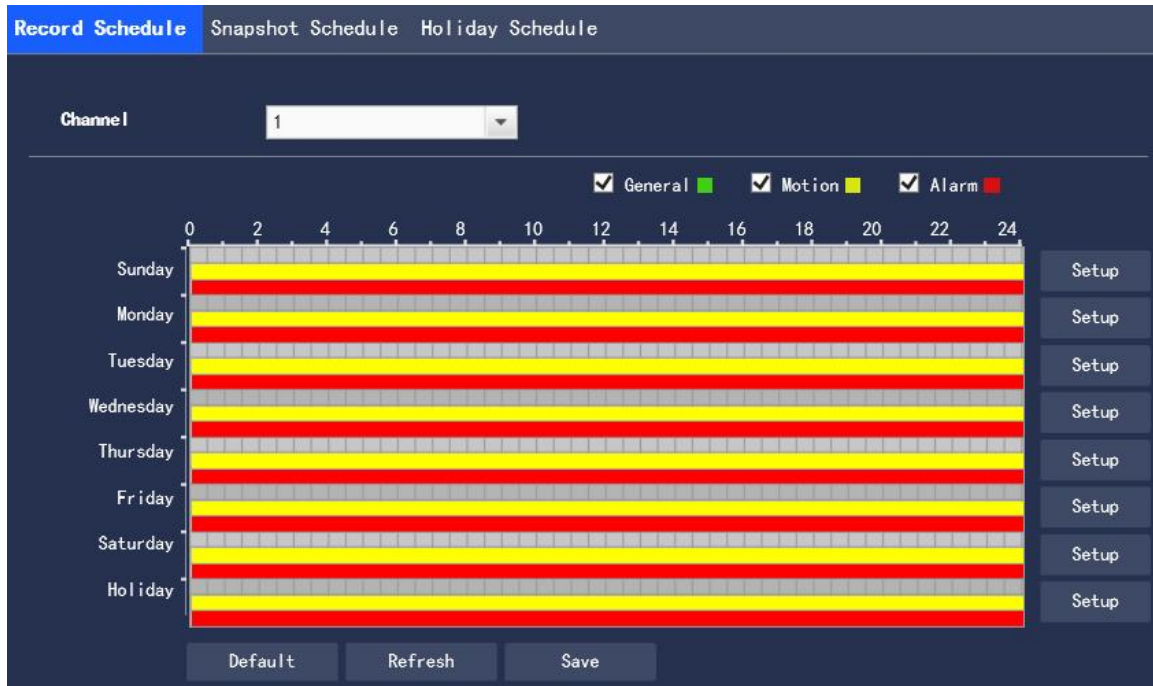 Record Schedule Snapshot Schedule Holiday Schedule
Channel 1
General Motion Alarm
0 2 4 6 8 10 12 14 16 18 20 22 24
Sunday Setup
Monday Setup
Tuesday Setup
Wednesday Setup
Thursday Setup
Friday Setup
Saturday Setup
Holiday Setup
Default Refresh Save